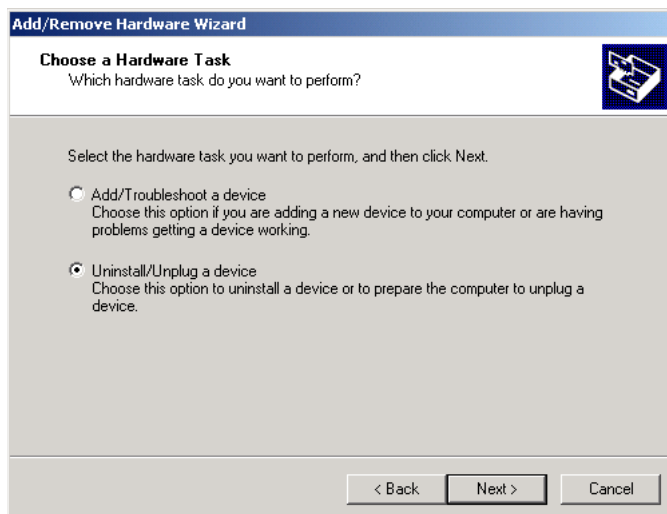 Add/Remove Hardware Wizard
Choose a Hardware Task
Which hardware task do you want to perform?
Select the hardware task you want to perform, and then click Next.
Add/Troubleshoot a device
Choose this option if you are adding a new device to your computer or are having
problems getting a device working.
Uninstall/Unplug a device
Choose this option to uninstall a device or to prepare the computer to unplug a
device.
< Back
Next >
Cancel